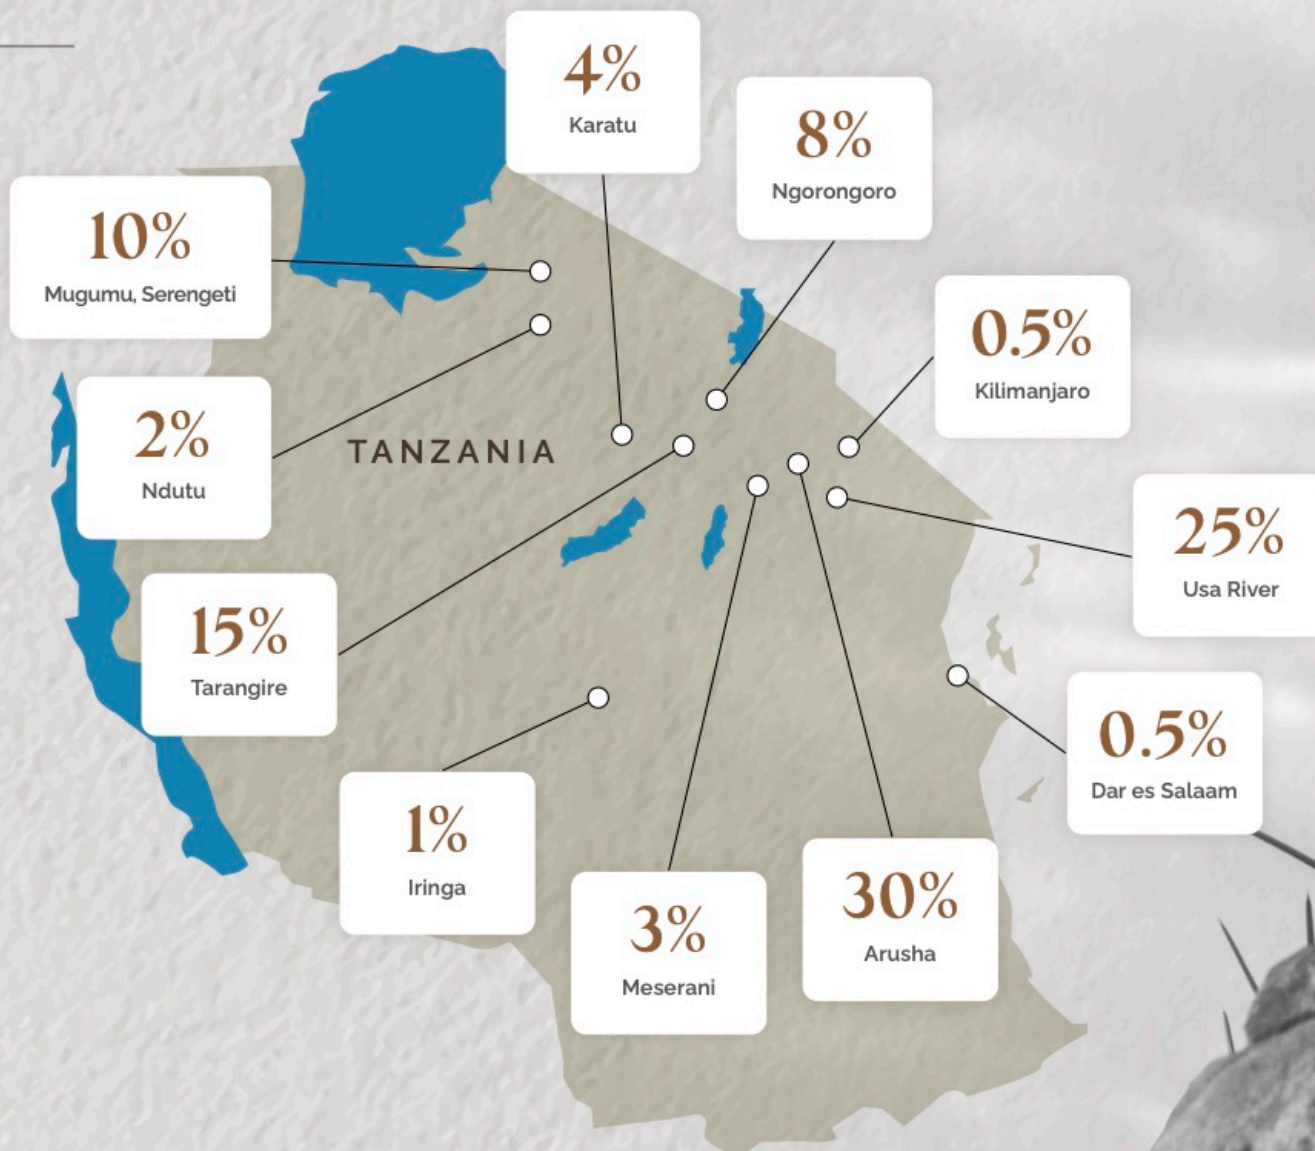 4%
Karatu
8%
Ngorongoro
10%
Mugumu, Serengeti
0.5%
Kilimanjaro
2%
Ndutu
TANZANIA
25%
Usa River
15%
Tarangire
0.5%
Dar es Salaam
1%
Iringa
3%
Meserani
30%
Arusha